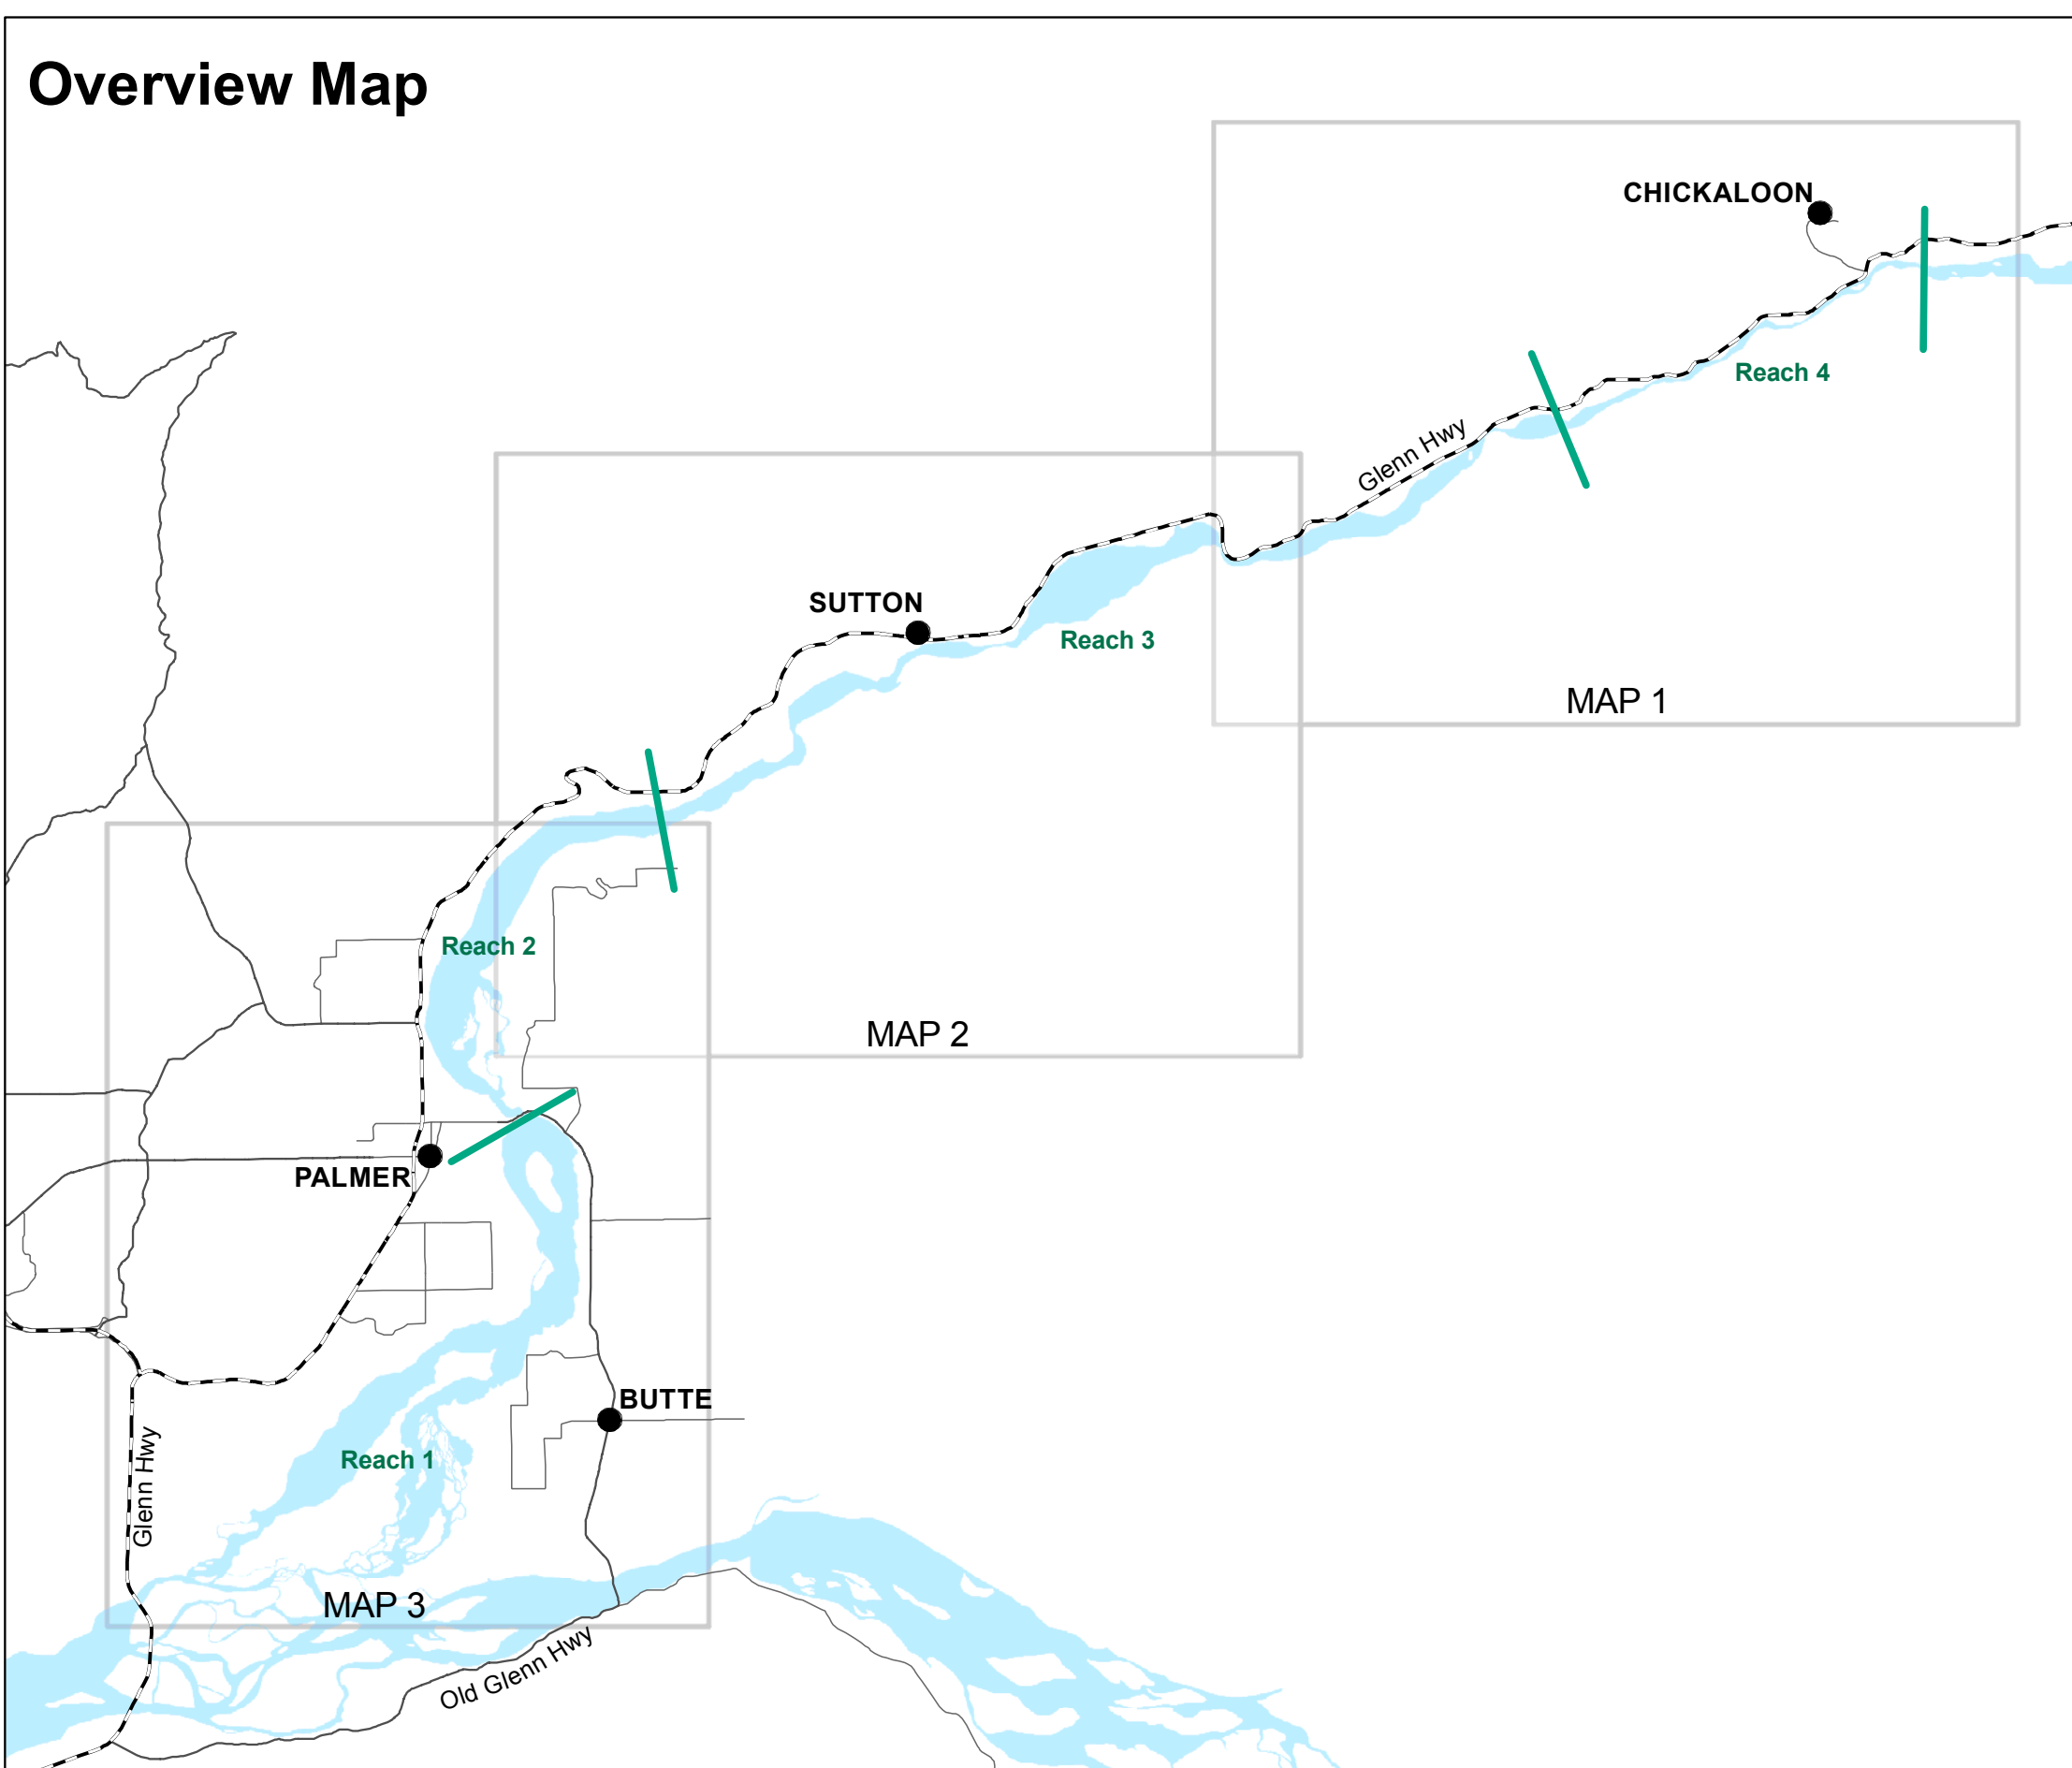 Overview Map
CHICKALOON
Reach 4
Glenn Hwy
SUTTON
Reach 3
MAP 1
Reach 2
MAP 2
PALMER
BUTTE
Reach 1
Glenn Hwy
MAP 3
Old Glenn Hwy